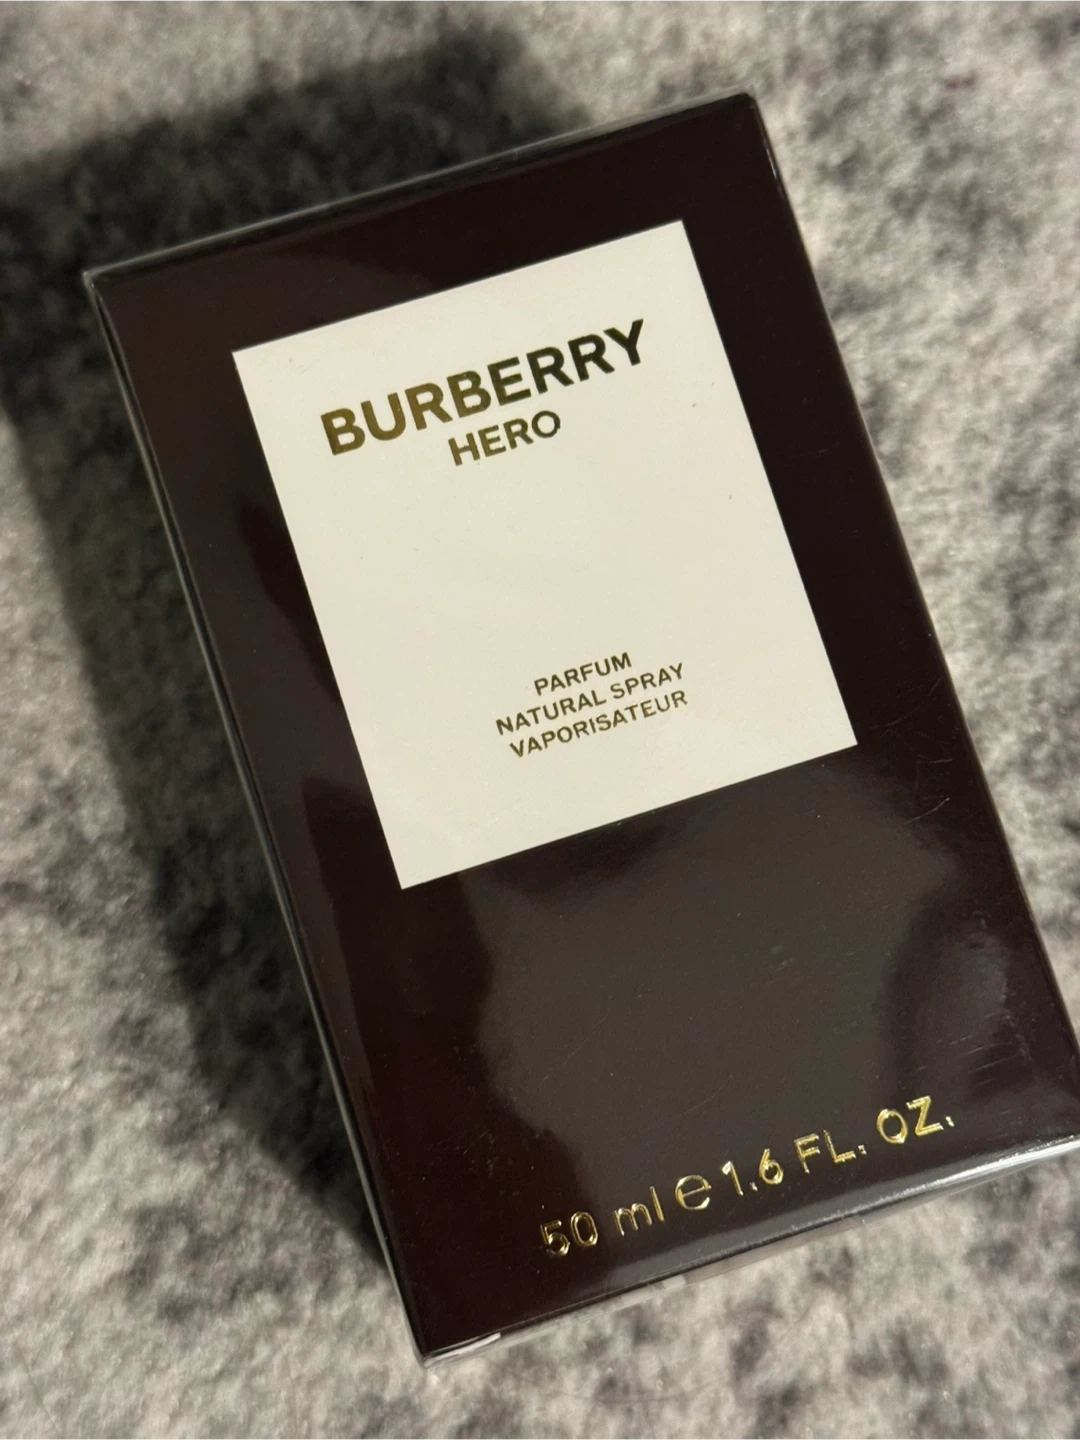 BURBERRY
HERO
PARFUM
NATURAL SPRAY
VAPORISATEUR
50 ml ℮ 1.6 FL. OZ.